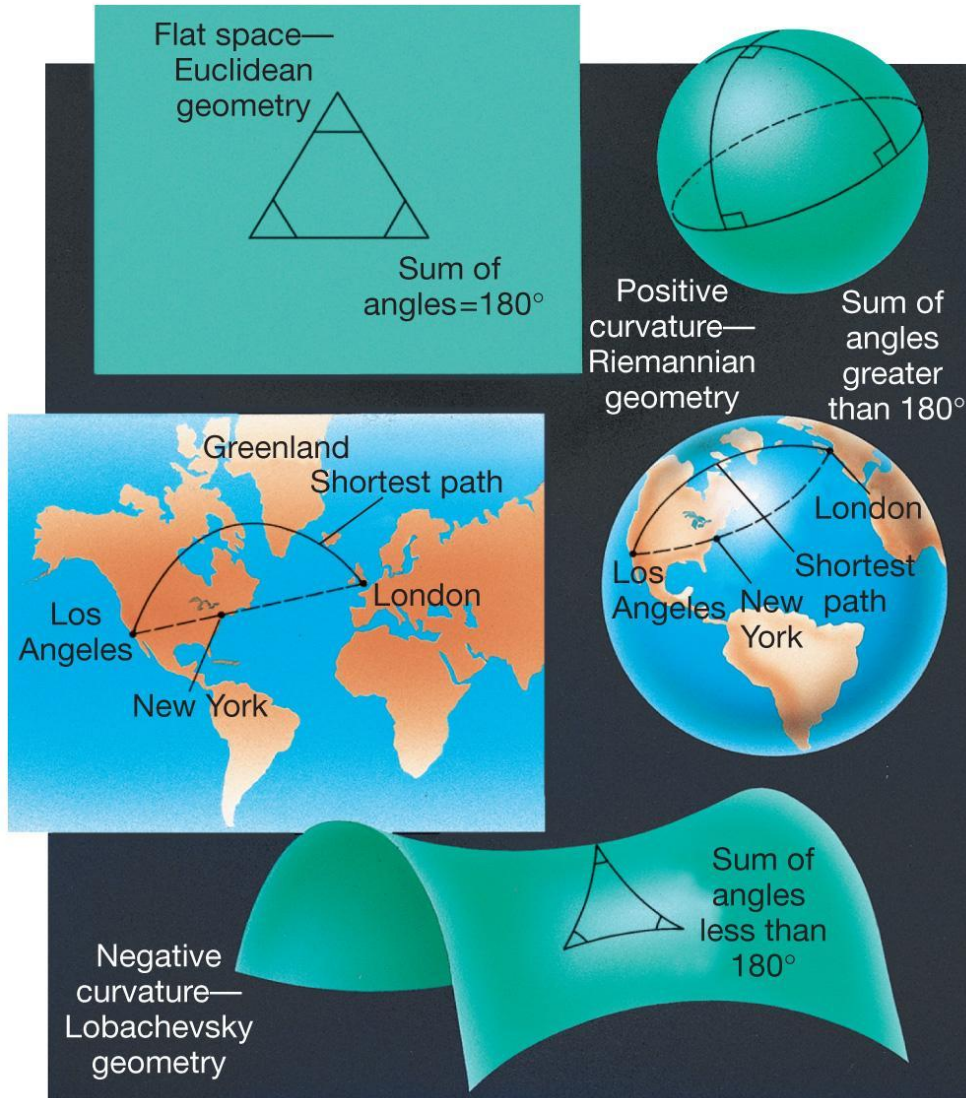 Flat space—
Euclidean
geometry
Sum of
angles=180°
Positive
curvature—
Riemannian
geometry
Sum of
angles
greater
than 180°
Greenland
Shortest path
London
Los
Angeles
New York
London
Shortest
path
Los
Angeles
New
York
Sum of
angles
less than
180°
Negative
curvature—
Lobachevsky
geometry